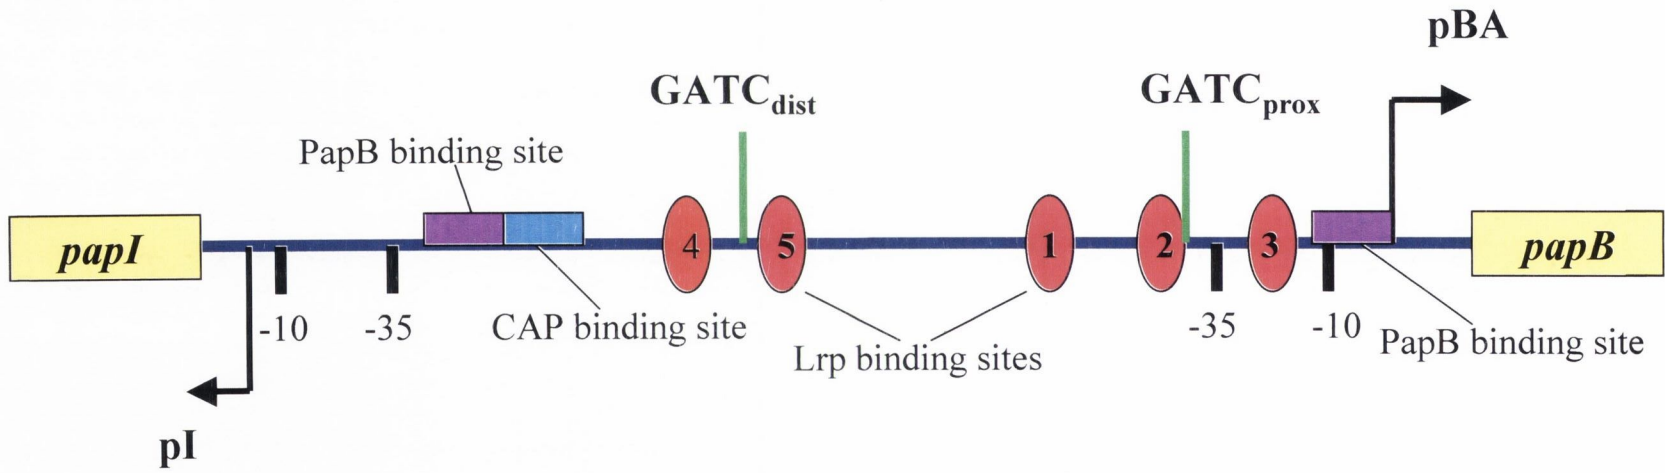 pBA
GATCdist
GATCprox
PapB binding site
papI
4
5
1
2
3
papB
-10
-35
CAP binding site
Lrp binding sites
-35
-10
PapB binding site
pI